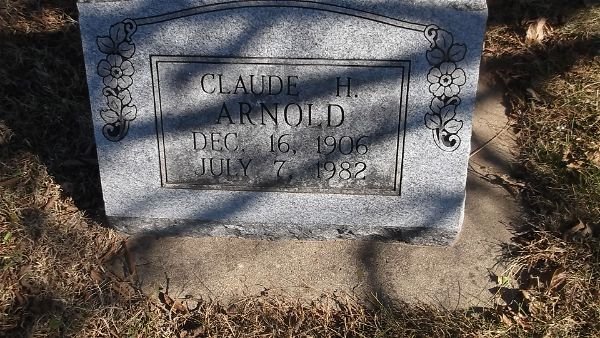 CLAUDE H.
ARNOLD
DEC. 16, 1906
JULY 7, 1982